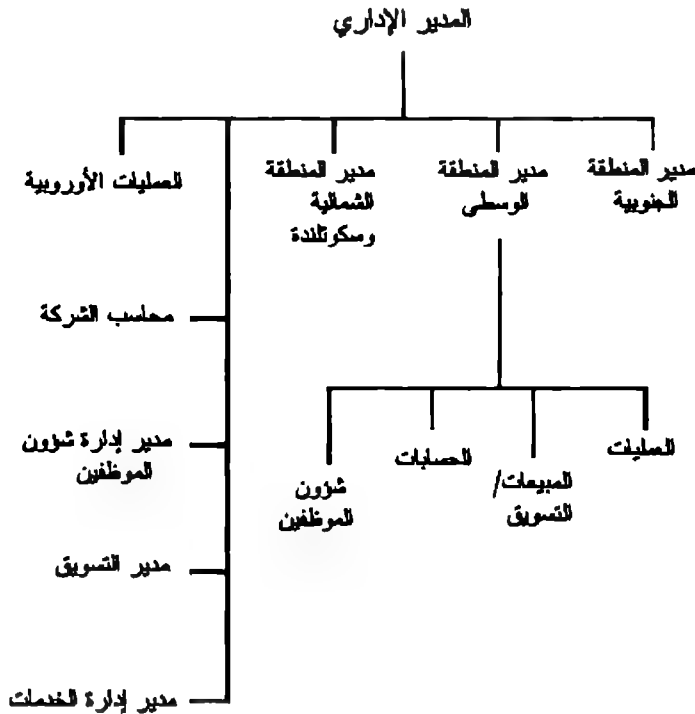 المدير الإداري
مدير المنطقة
الجنوبية
مدير المنطقة
الوسطى
مدير المنطقة
الشمالية
وسكوتلندة
العمليات الأوروبية
محاسب الشركة
مدير إدارة شؤون
الموظفين
مدير التسويق
مدير إدارة الخدمات
العمليات
المبيعات/
التسويق
الحسابات
شؤون
الموظفين